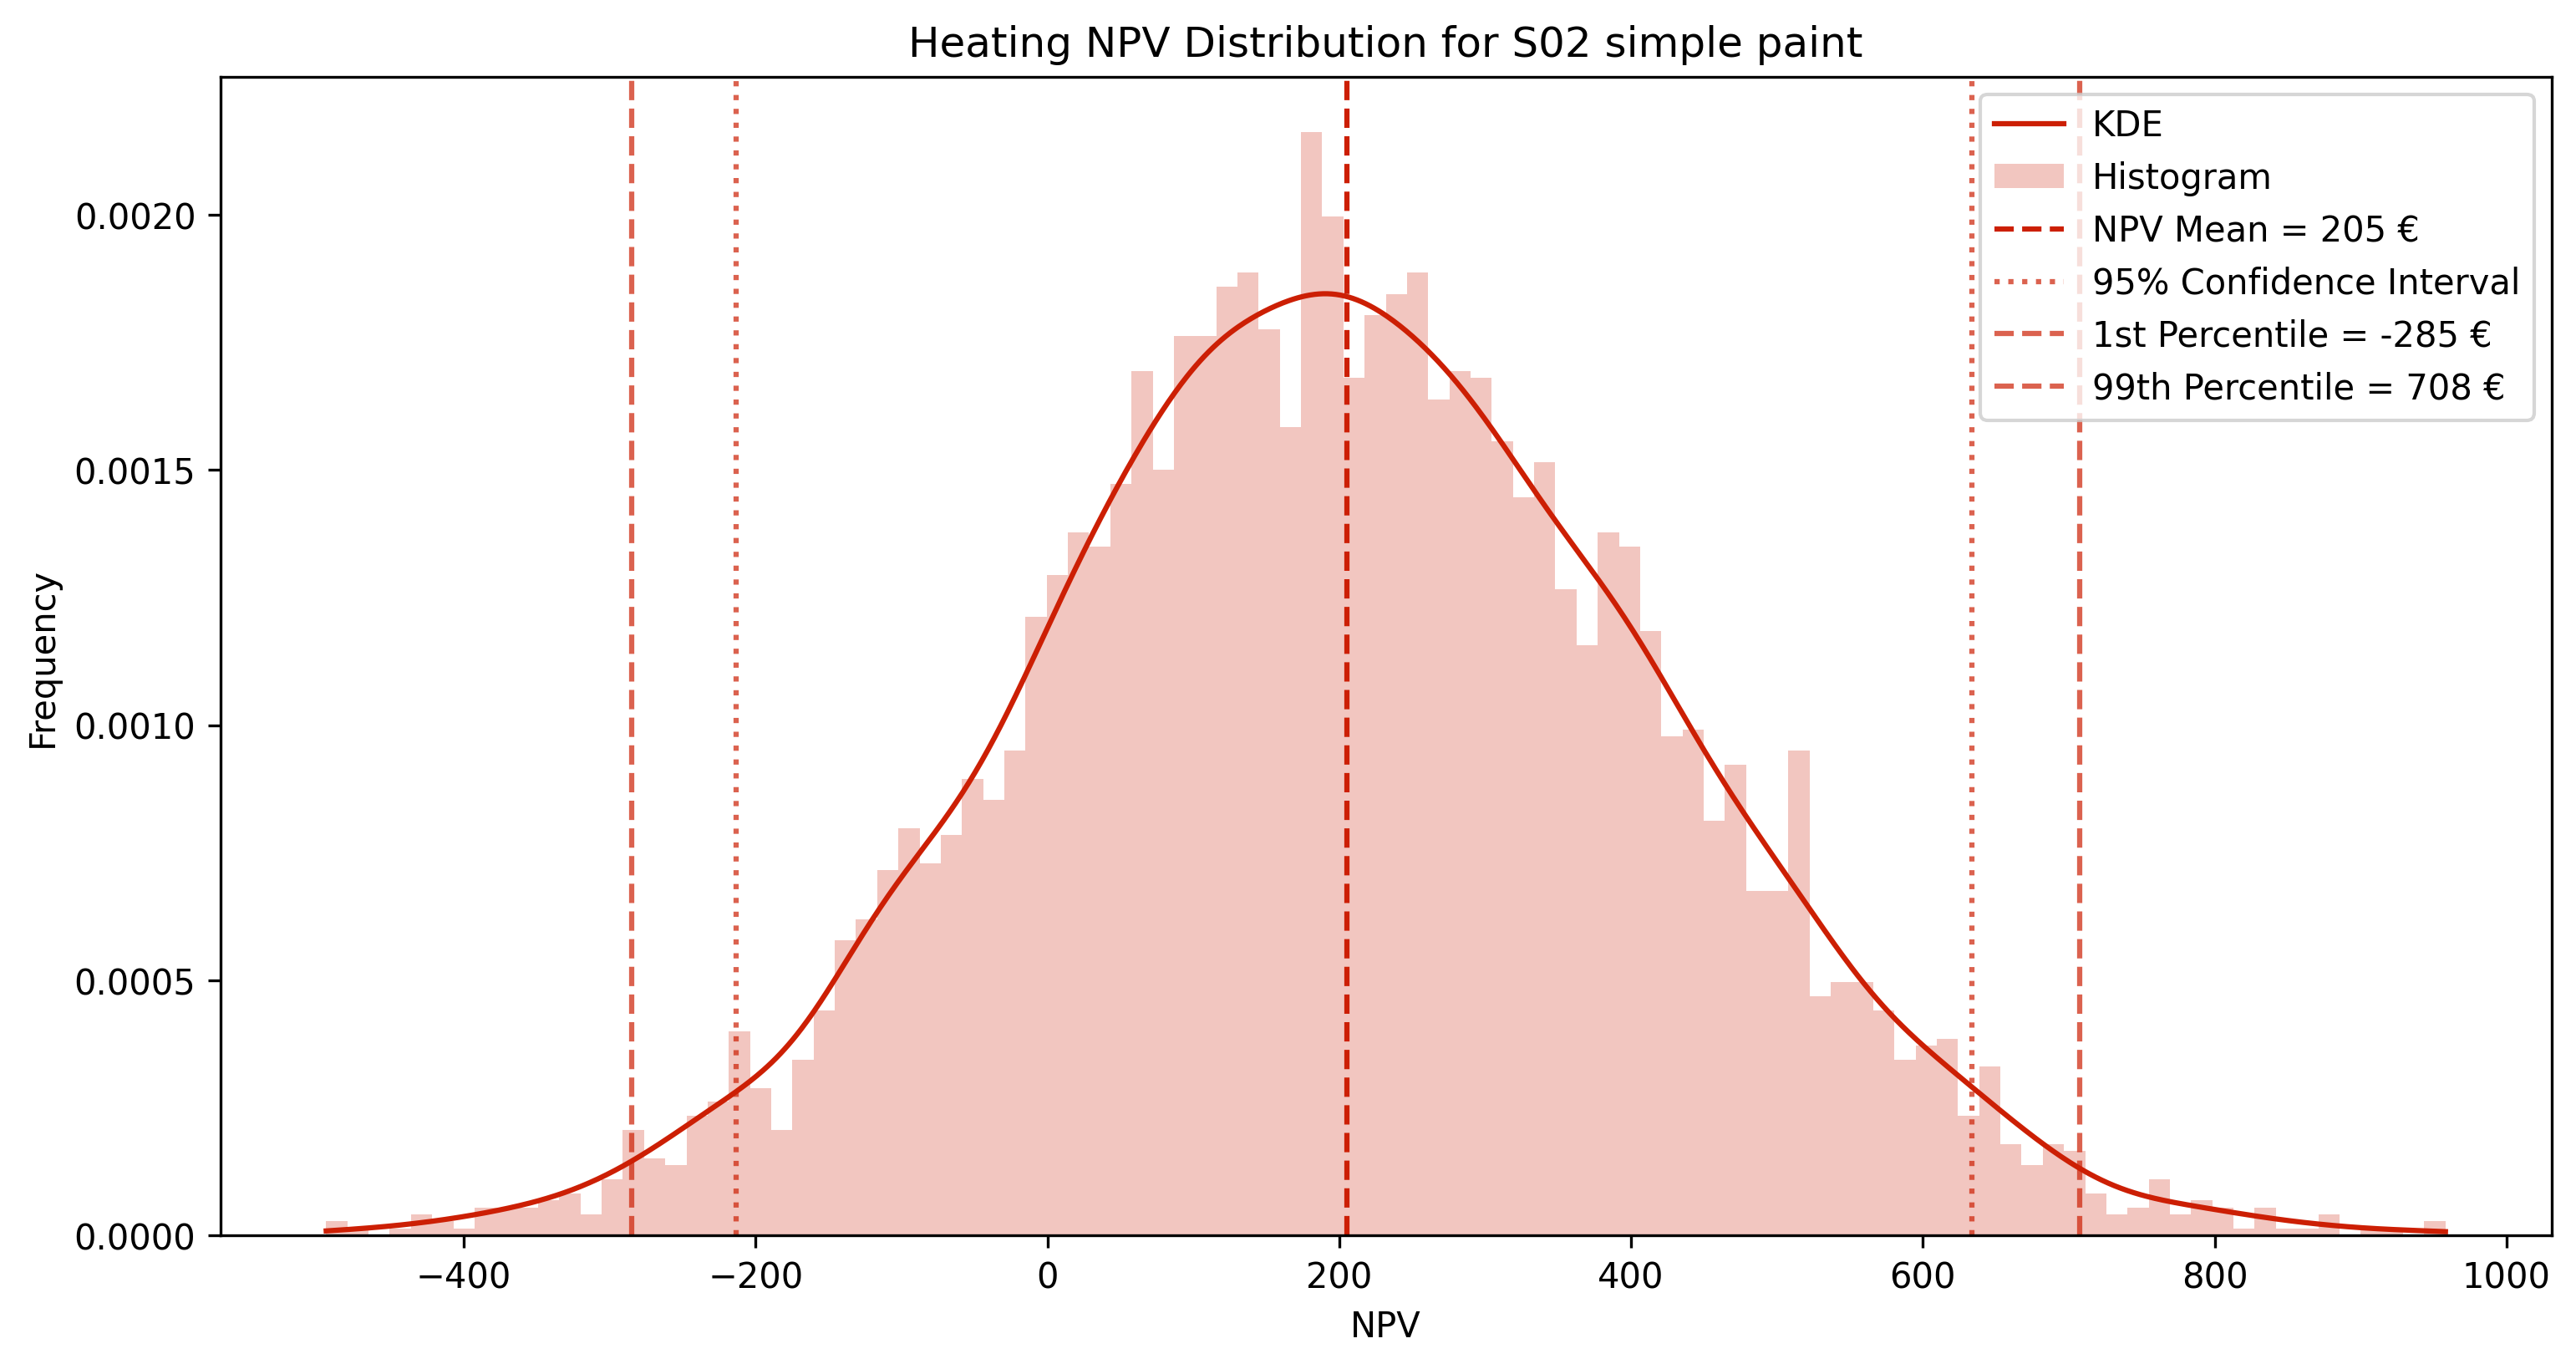 Heating NPV Distribution for S02 simple paint
KDE
Histogram
NPV Mean = 205 €
95% Confidence Interval
1st Percentile = -285 €
99th Percentile = 708 €
Frequency
0.0020
0.0015
0.0010
0.0005
0.0000
−400
−200
0
200
400
600
800
1000
NPV